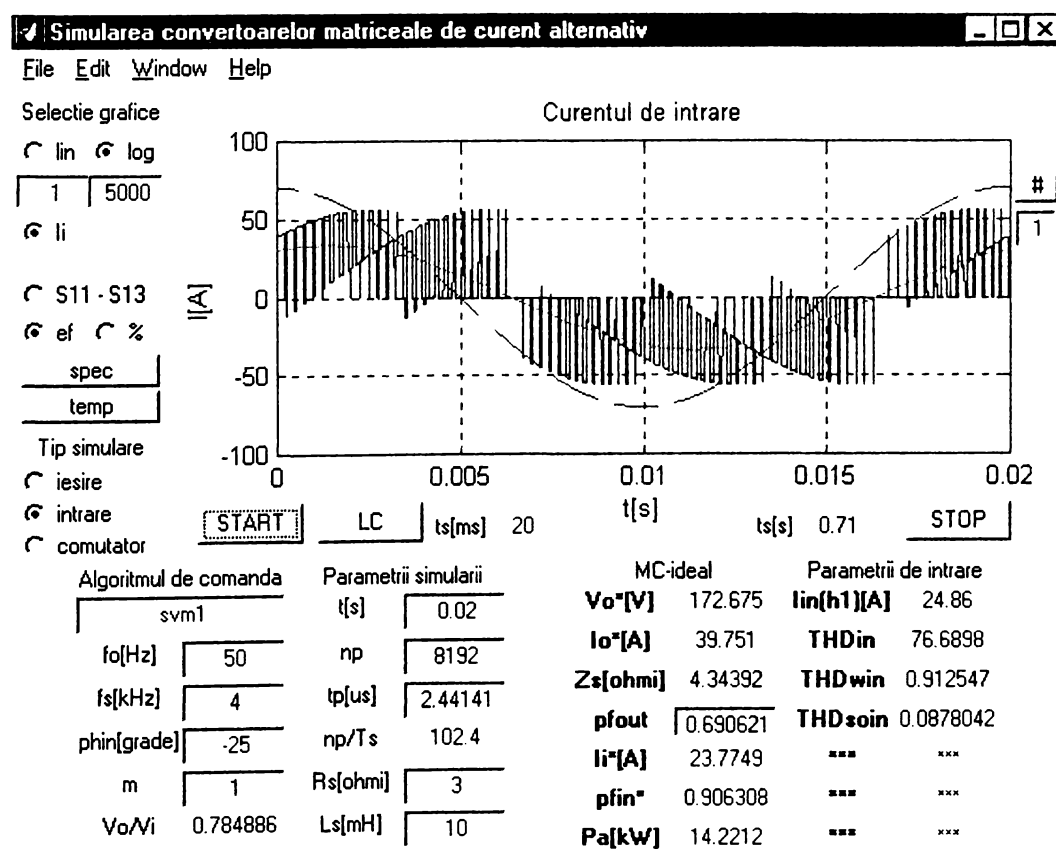 Simularea convertoarelor matriceale de curent alternativ
File Edit Window Help
Selectie grafice
lin log
1 5000
Ii
S11 - S13
ef %
spec
temp
Tip simulare
iesire
intrare
comutator
Curentul de intrare
I[A]
100
50
0
-50
-100
0 0.005 0.01 0.015 0.02
t[s]
#
1
START LC ts[ms] 20 ts[s] 0.71 STOP
Algoritmul de comanda
svm1
fo[Hz] 50
fs[kHz] 4
phin[grade] -25
m 1
Vo/Vi 0.784886
Parametrii simularii
t[s] 0.02
np 8192
tp[us] 2.44141
np/Ts 102.4
Rs[ohmi] 3
Ls[mH] 10
MC-ideal
Vo*[V] 172.675
Io*[A] 39.751
Zs[ohmi] 4.34392
pfout 0.690621
Ii*[A] 23.7749
pfin* 0.906308
Pa[kW] 14.2212
Parametrii de intrare
Iin(h1)[A] 24.86
THDin 76.6898
THDwin 0.912547
THDsoin 0.0878042
*** ***
*** ***
*** ***